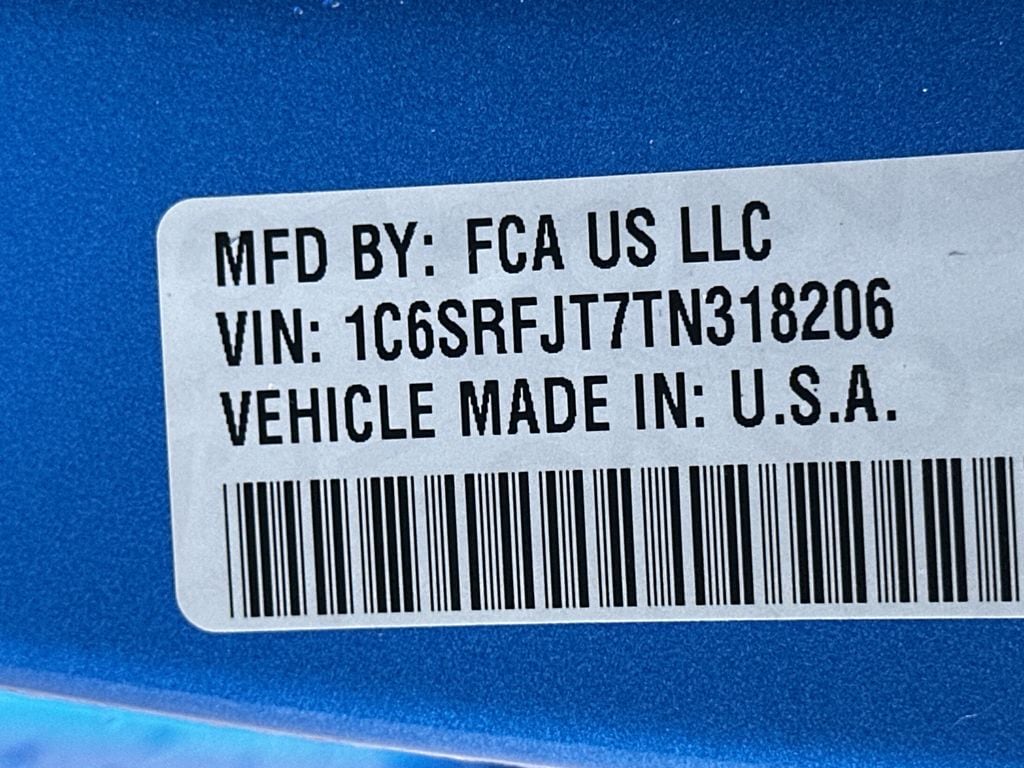 MFD BY: FCA US LLC
VIN: 1C6SRFJT7TN318206
VEHICLE MADE IN: U.S.A.